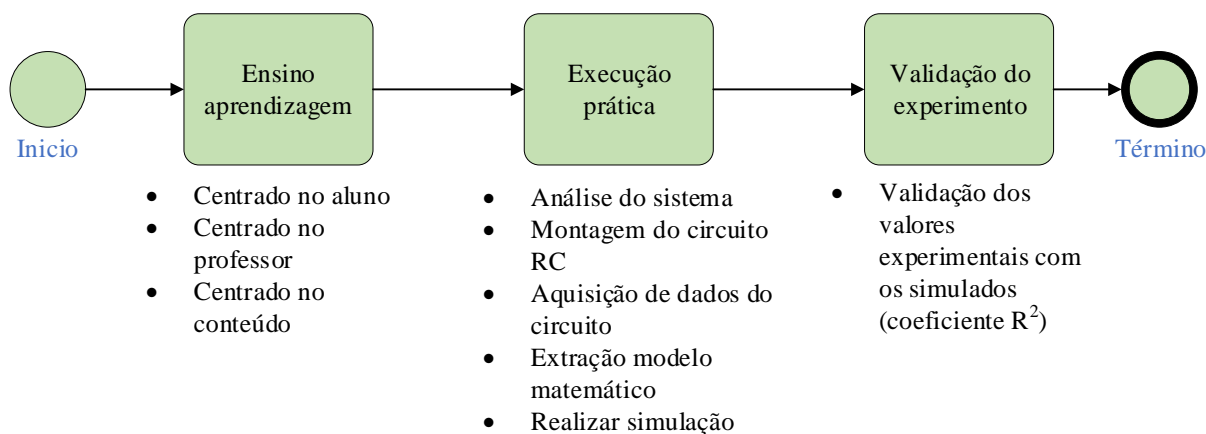 Inicio
Ensino
aprendizagem
• Centrado no aluno
• Centrado no
professor
• Centrado no
conteúdo
Execução
prática
• Análise do sistema
• Montagem do circuito
RC
• Aquisição de dados do
circuito
• Extração modelo
matemático
• Realizar simulação
Validação do
experimento
• Validação dos
valores
experimentais com
os simulados
(coeficiente R²)
Término